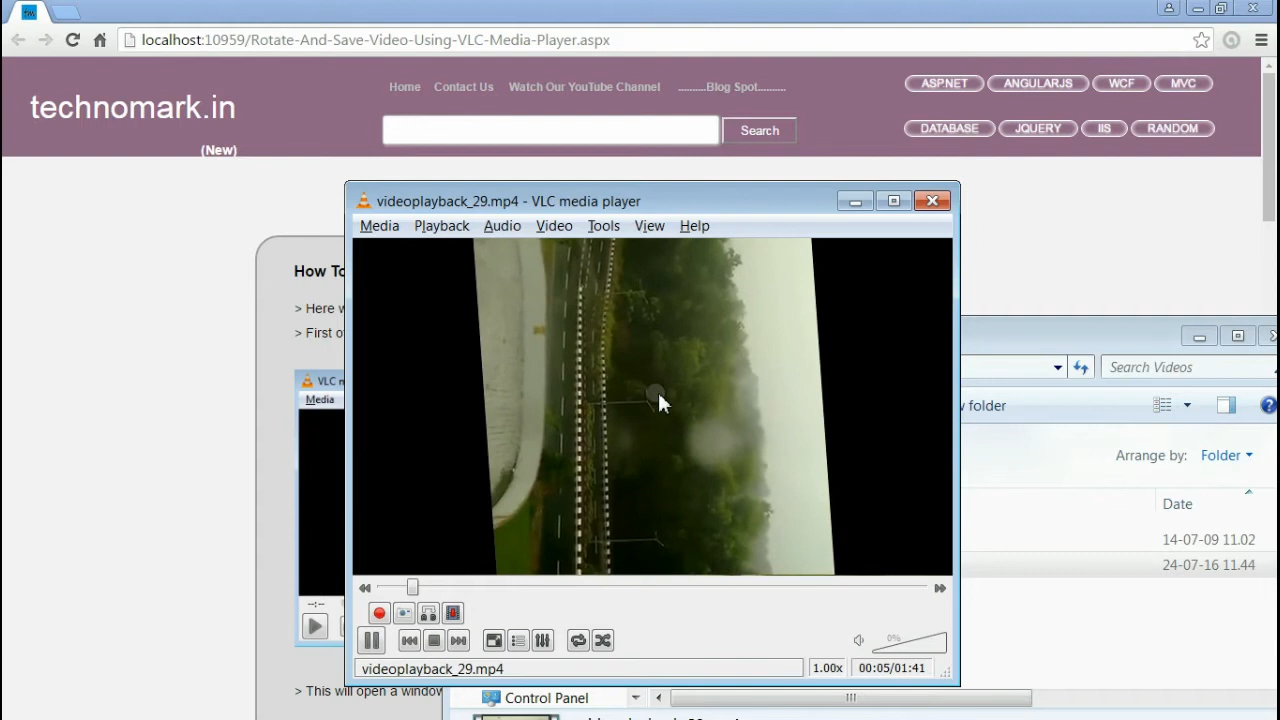 localhost:10959/Rotate-And-Save-Video-Using-VLC-Media-Player.aspx
technomark.in
(New)
Home Contact Us Watch Our YouTube Channel ..........Blog Spot..........
Search
ASP.NET ANGULARJS WCF MVC
DATABASE JQUERY IIS RANDOM
videoplayback_29.mp4 - VLC media player
Media Playback Audio Video Tools View Help
How To
> Here w
> First o
VLC m
Media
--:--
Search Videos
w folder
Arrange by: Folder
Date
14-07-09 11.02
24-07-16 11.44
0%
videoplayback_29.mp4 1.00x 00:05/01:41
> This will open a window
Control Panel